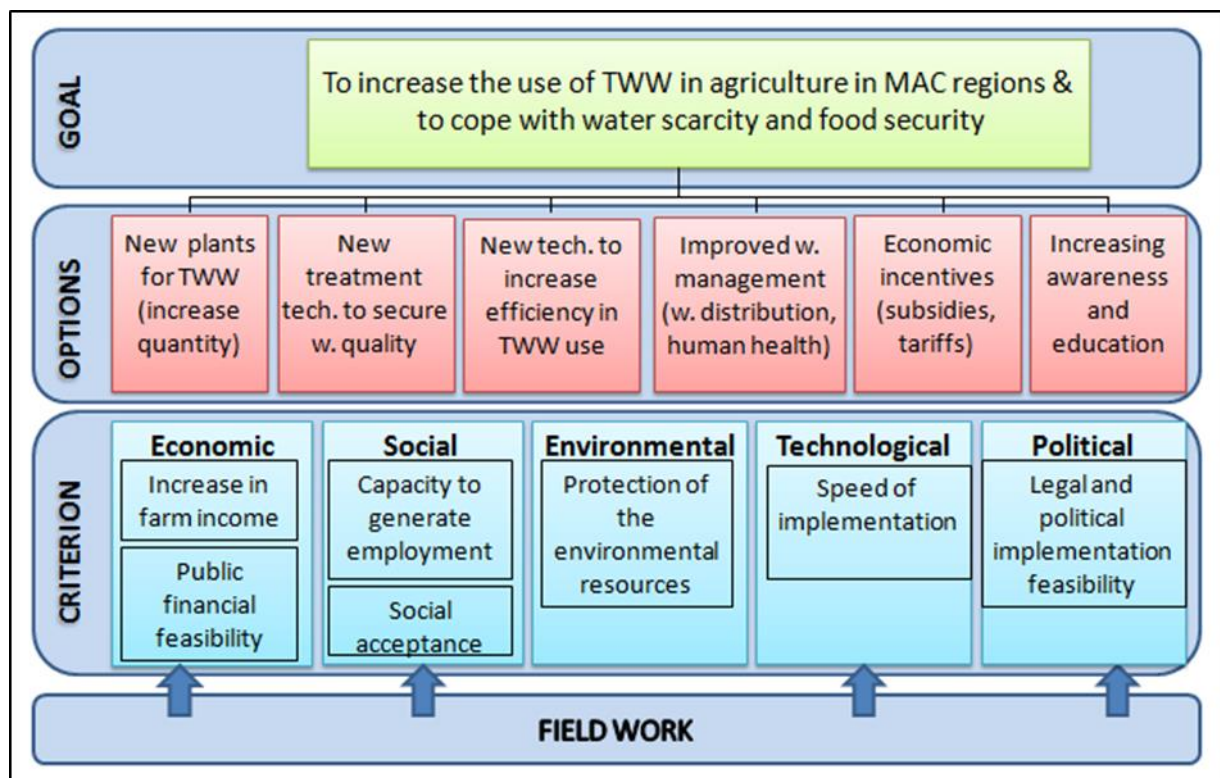 GOAL
To increase the use of TWW in agriculture in MAC regions &
to cope with water scarcity and food security
OPTIONS
New plants
for TWW
(increase
quantity)
New
treatment
tech. to secure
w. quality
New tech. to
increase
efficiency in
TWW use
Improved w.
management
(w. distribution,
human health)
Economic
incentives
(subsidies,
tariffs)
Increasing
awareness
and
education
CRITERION
Economic
Increase in
farm income
Public
financial
feasibility
Social
Capacity to
generate
employment
Social
acceptance
Environmental
Protection of
the
environmental
resources
Technological
Speed of
implementation
Political
Legal and
political
implementation
feasibility
FIELD WORK